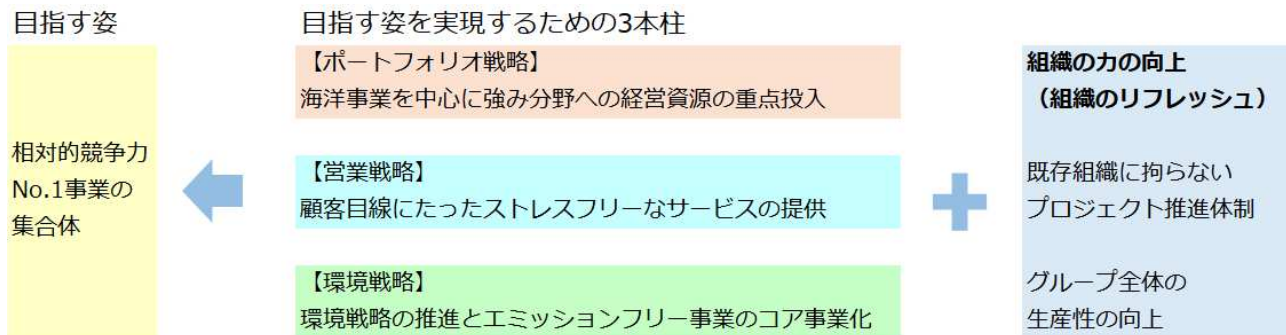 目指す姿
目指す姿を実現するための3本柱
相対的競争力
No.1事業の
集合体
【ポートフォリオ戦略】
海洋事業を中心に強み分野への経営資源の重点投入
【営業戦略】
顧客目線にたったストレスフリーなサービスの提供
【環境戦略】
環境戦略の推進とエミッションフリー事業のコア事業化
組織の力の向上
（組織のリフレッシュ）
既存組織に拘らない
プロジェクト推進体制
グループ全体の
生産性の向上